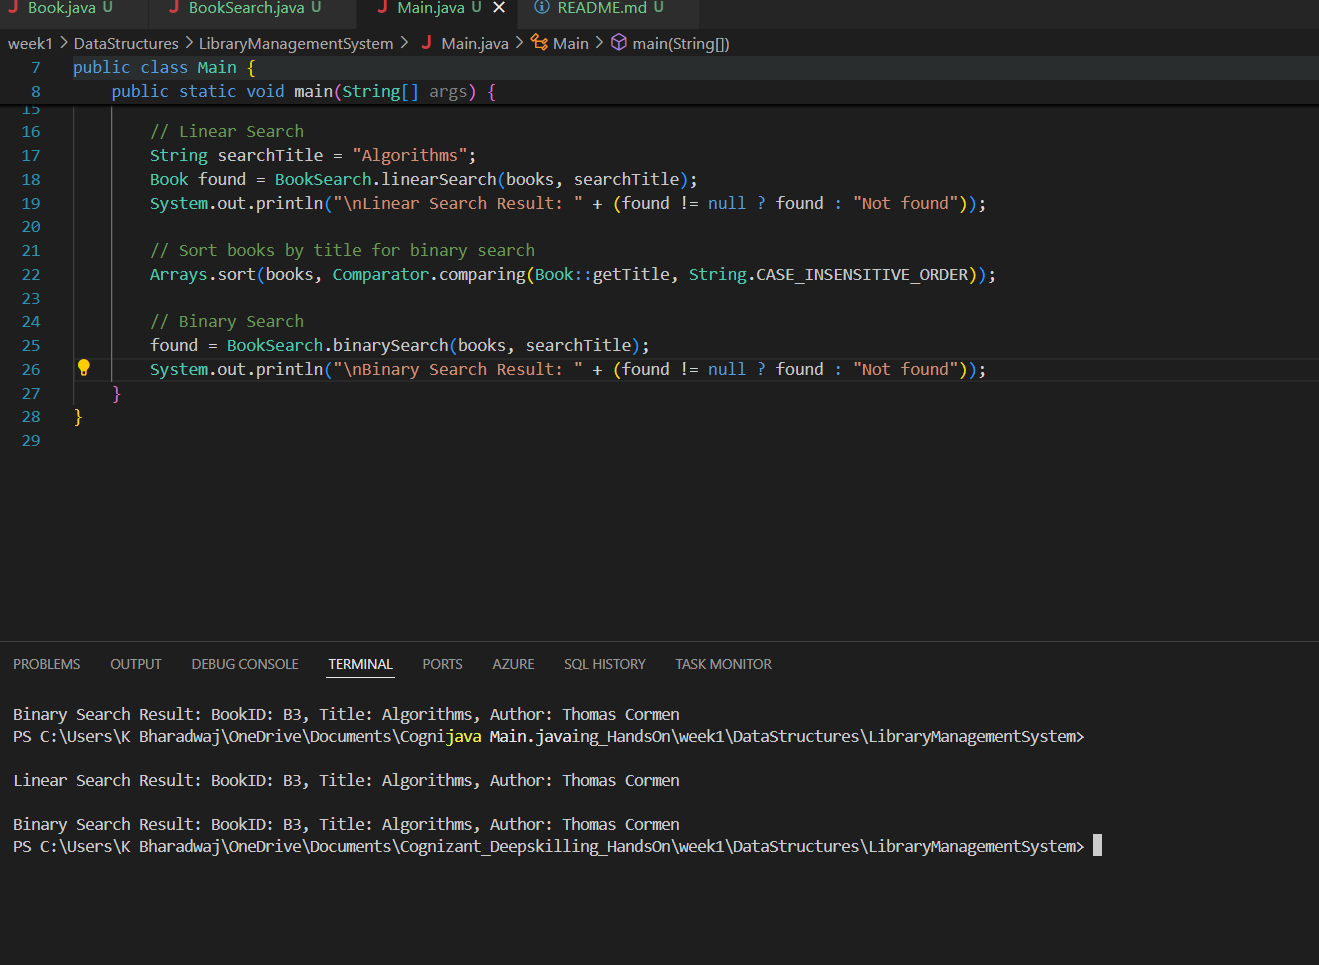 Book.java U BookSearch.java U Main.java U README.md U
week1 > DataStructures > LibraryManagementSystem > Main.java > Main > main(String[])
7 public class Main {
8 public static void main(String[] args) {
15
16 // Linear Search
17 String searchTitle = "Algorithms";
18 Book found = BookSearch.linearSearch(books, searchTitle);
19 System.out.println("\nLinear Search Result: " + (found != null ? found : "Not found"));
20
21 // Sort books by title for binary search
22 Arrays.sort(books, Comparator.comparing(Book::getTitle, String.CASE_INSENSITIVE_ORDER));
23
24 // Binary Search
25 found = BookSearch.binarySearch(books, searchTitle);
26 System.out.println("\nBinary Search Result: " + (found != null ? found : "Not found"));
27 }
28 }
29
PROBLEMS OUTPUT DEBUG CONSOLE TERMINAL PORTS AZURE SQL HISTORY TASK MONITOR
Binary Search Result: BookID: B3, Title: Algorithms, Author: Thomas Cormen
PS C:\Users\K Bharadwaj\OneDrive\Documents\Cognijava Main.javaing_HandsOn\week1\DataStructures\LibraryManagementSystem>
Linear Search Result: BookID: B3, Title: Algorithms, Author: Thomas Cormen
Binary Search Result: BookID: B3, Title: Algorithms, Author: Thomas Cormen
PS C:\Users\K Bharadwaj\OneDrive\Documents\Cognizant_Deepskilling_HandsOn\week1\DataStructures\LibraryManagementSystem>